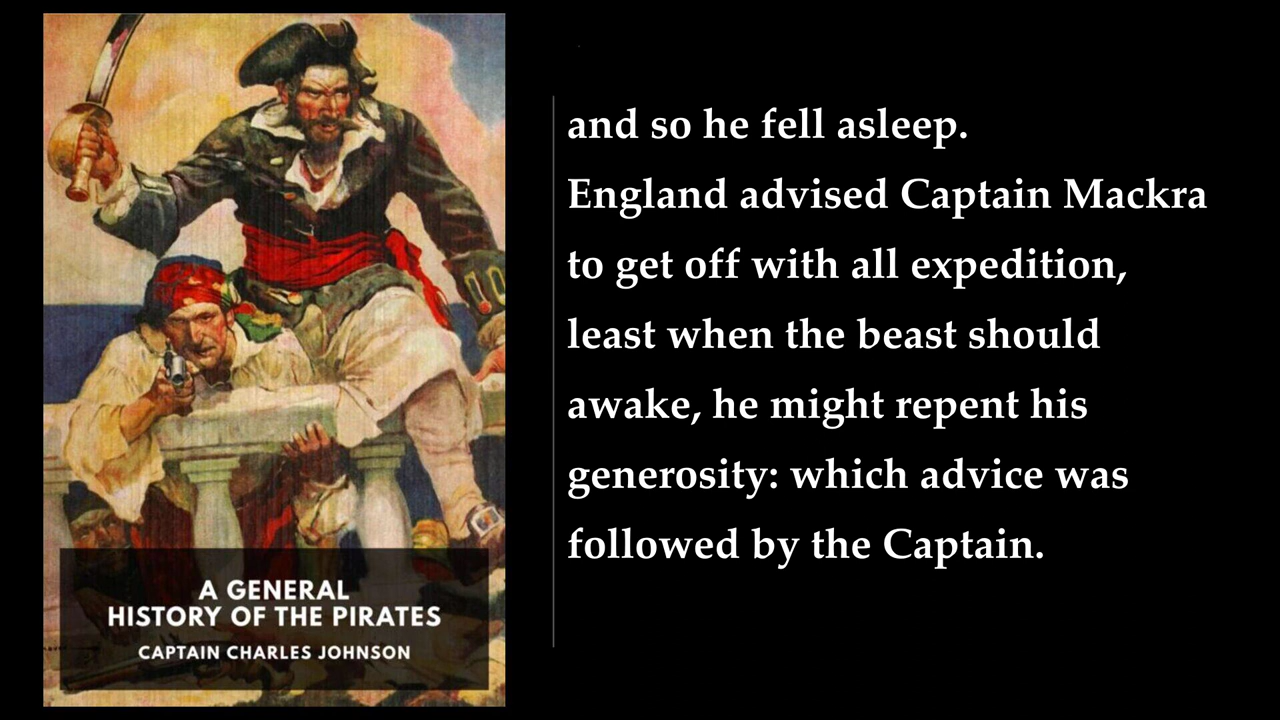 A GENERAL
HISTORY OF THE PIRATES
CAPTAIN CHARLES JOHNSON
and so he fell asleep.
England advised Captain Mackra
to get off with all expedition,
least when the beast should
awake, he might repent his
generosity: which advice was
followed by the Captain.